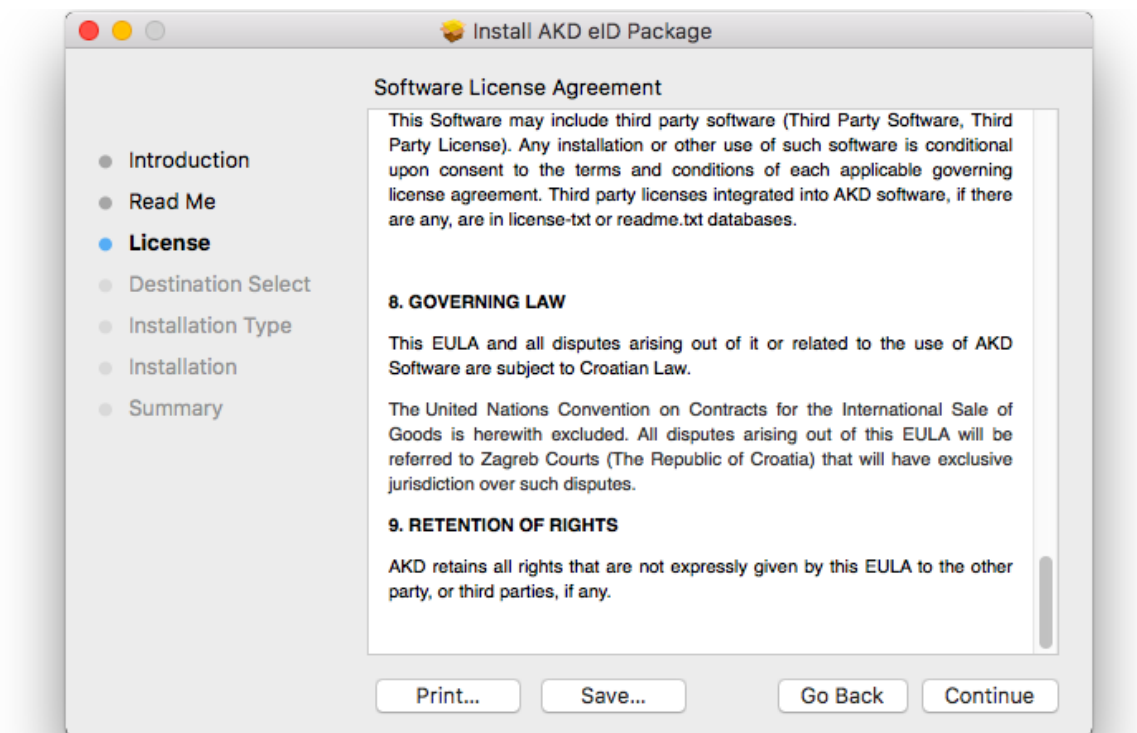 Install AKD eID Package
Introduction
Read Me
License
Destination Select
Installation Type
Installation
Summary
Software License Agreement
This Software may include third party software (Third Party Software, Third
Party License). Any installation or other use of such software is conditional
upon consent to the terms and conditions of each applicable governing
license agreement. Third party licenses integrated into AKD software, if there
are any, are in license-txt or readme.txt databases.
8. GOVERNING LAW
This EULA and all disputes arising out of it or related to the use of AKD
Software are subject to Croatian Law.
The United Nations Convention on Contracts for the International Sale of
Goods is herewith excluded. All disputes arising out of this EULA will be
referred to Zagreb Courts (The Republic of Croatia) that will have exclusive
jurisdiction over such disputes.
9. RETENTION OF RIGHTS
AKD retains all rights that are not expressly given by this EULA to the other
party, or third parties, if any.
Print...
Save...
Go Back
Continue